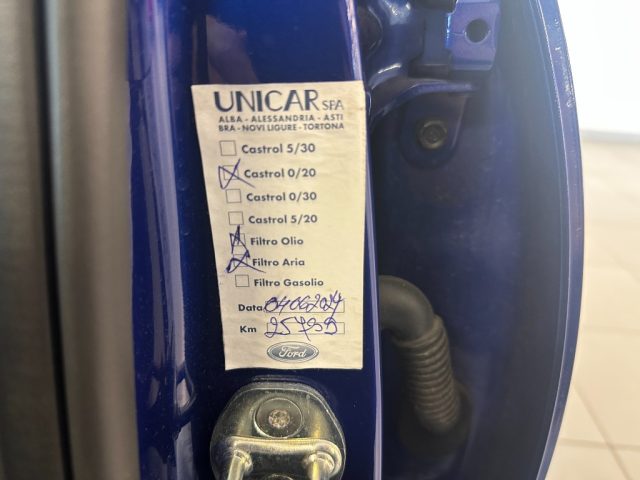 UNICAR SPA
ALBA - ALESSANDRIA - ASTI
BRA - NOVI LIGURE - TORTONA
Castrol 5/30
Castrol 0/20
Castrol 0/30
Castrol 5/20
Filtro Olio
Filtro Aria
Filtro Gasolio
Data 04062024
Km
Ford